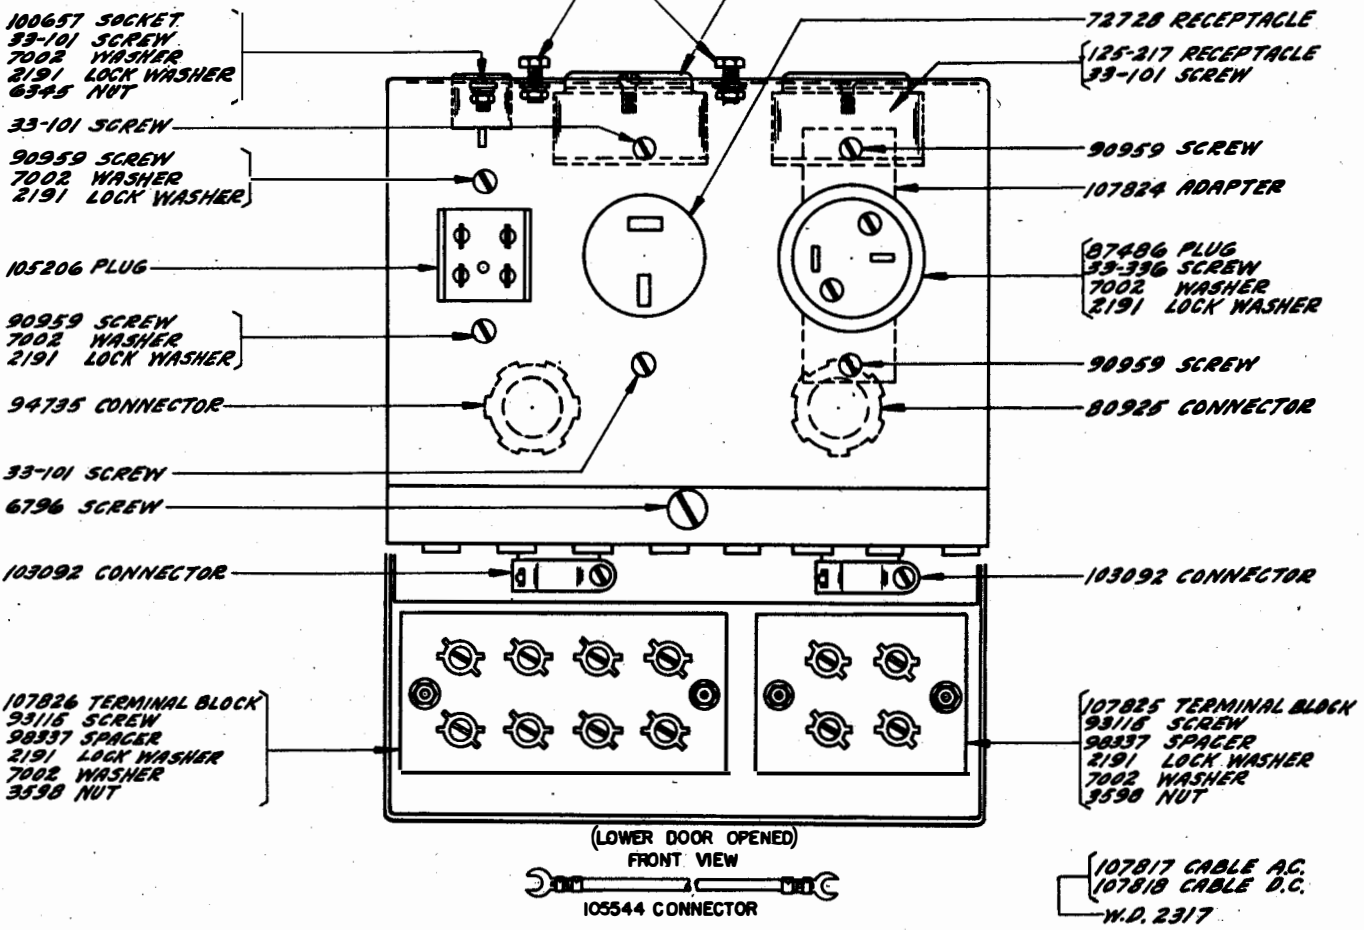 100657 SOCKET
33-101 SCREW
7002 WASHER
2191 LOCK WASHER
6345 NUT
33-101 SCREW
90959 SCREW
7002 WASHER
2191 LOCK WASHER
105206 PLUG
90959 SCREW
7002 WASHER
2191 LOCK WASHER
94735 CONNECTOR
33-101 SCREW
6796 SCREW
103092 CONNECTOR
107826 TERMINAL BLOCK
93115 SCREW
98337 SPACER
2191 LOCK WASHER
7002 WASHER
3598 NUT
72728 RECEPTACLE
125-217 RECEPTACLE
33-101 SCREW
90959 SCREW
107824 ADAPTER
87486 PLUG
33-336 SCREW
7002 WASHER
2191 LOCK WASHER
90959 SCREW
80925 CONNECTOR
103092 CONNECTOR
107825 TERMINAL BLOCK
93115 SCREW
98337 SPACER
2191 LOCK WASHER
7002 WASHER
3598 NUT
(LOWER DOOR OPENED)
FRONT VIEW
105544 CONNECTOR
107817 CABLE A.C.
107818 CABLE D.C.
W.D. 2317